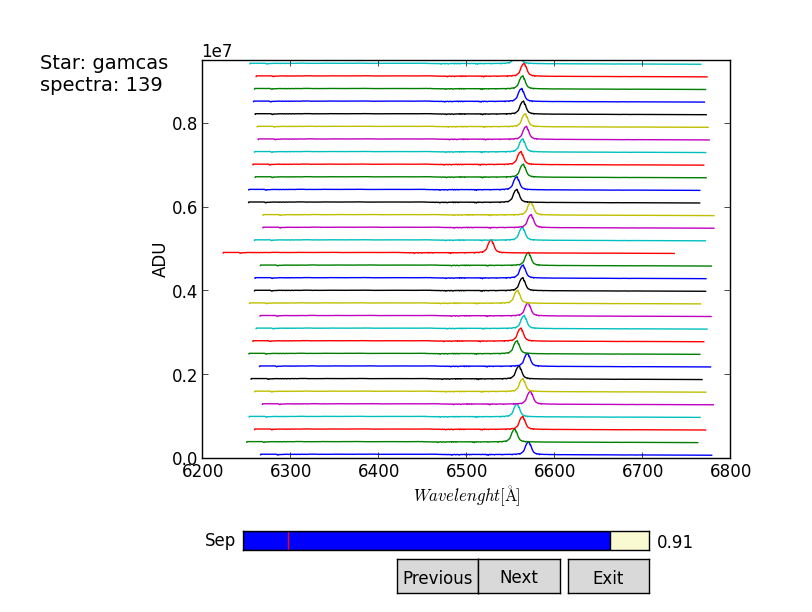 Star: gamcas
spectra: 139
1e7
0.8
0.6
0.4
0.2
0.0
ADU
6200 6300 6400 6500 6600 6700 6800
Wavelenght[Å]
Sep 0.91
Previous Next Exit